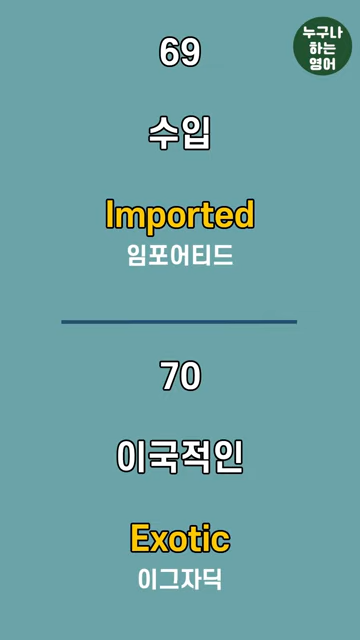 69
누구나
하는
영어
수입
Imported
임포어티드
70
이국적인
Exotic
이그자딕